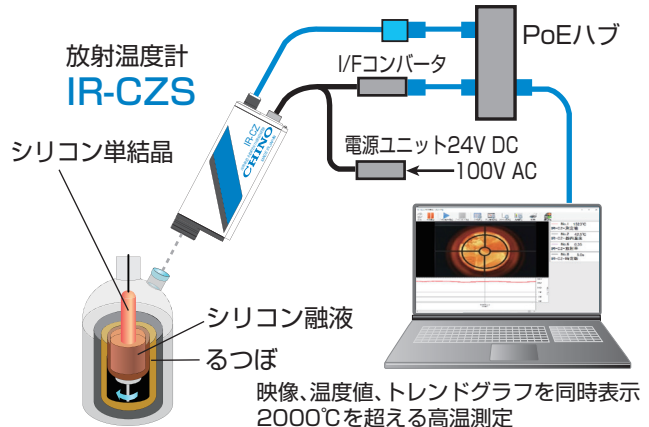 PoEハブ
放射温度計
IR-CZS
I/Fコンバータ
IR-CZ
CHINO
シリコン単結晶
電源ユニット24V DC
100V AC
シリコン融液
るつぼ
映像、温度値、トレンドグラフを同時表示
2000℃を超える高温測定